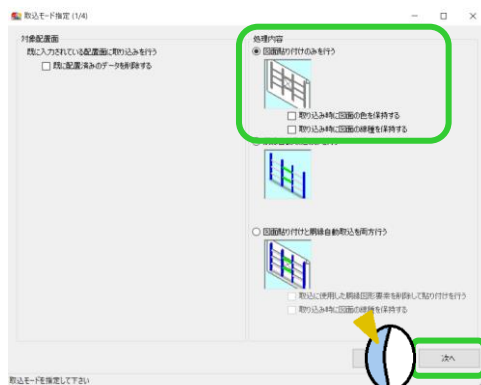 取込モード指定 (1/4)
対象配置面
既に入力されている配置面に取り込みを行う
既に配置済みのデータを削除する
処理内容
図面貼り付けのみを行う
取り込み時に図面の色を保持する
取り込み時に図面の線種を保持する
図面貼り付けと鋼線自動取込を両方行う
取込に使用した鋼線図形要素を削除して貼り付けを行う
取り込み時に図面の線種を保持する
次へ
取込モードを指定して下さい